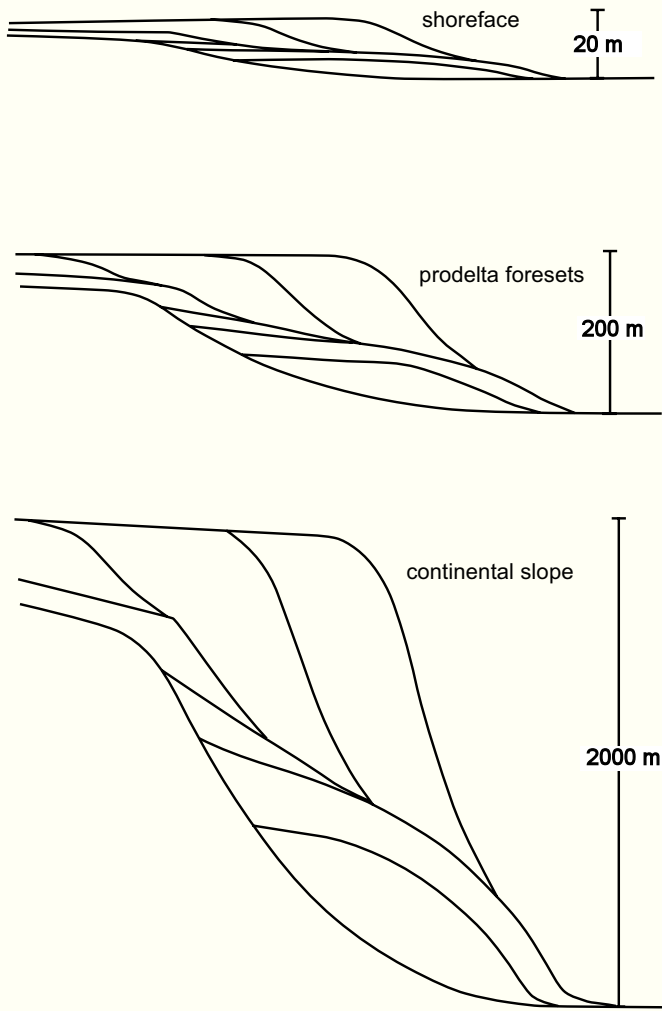 shoreface
20 m
prodelta foresets
200 m
continental slope
2000 m